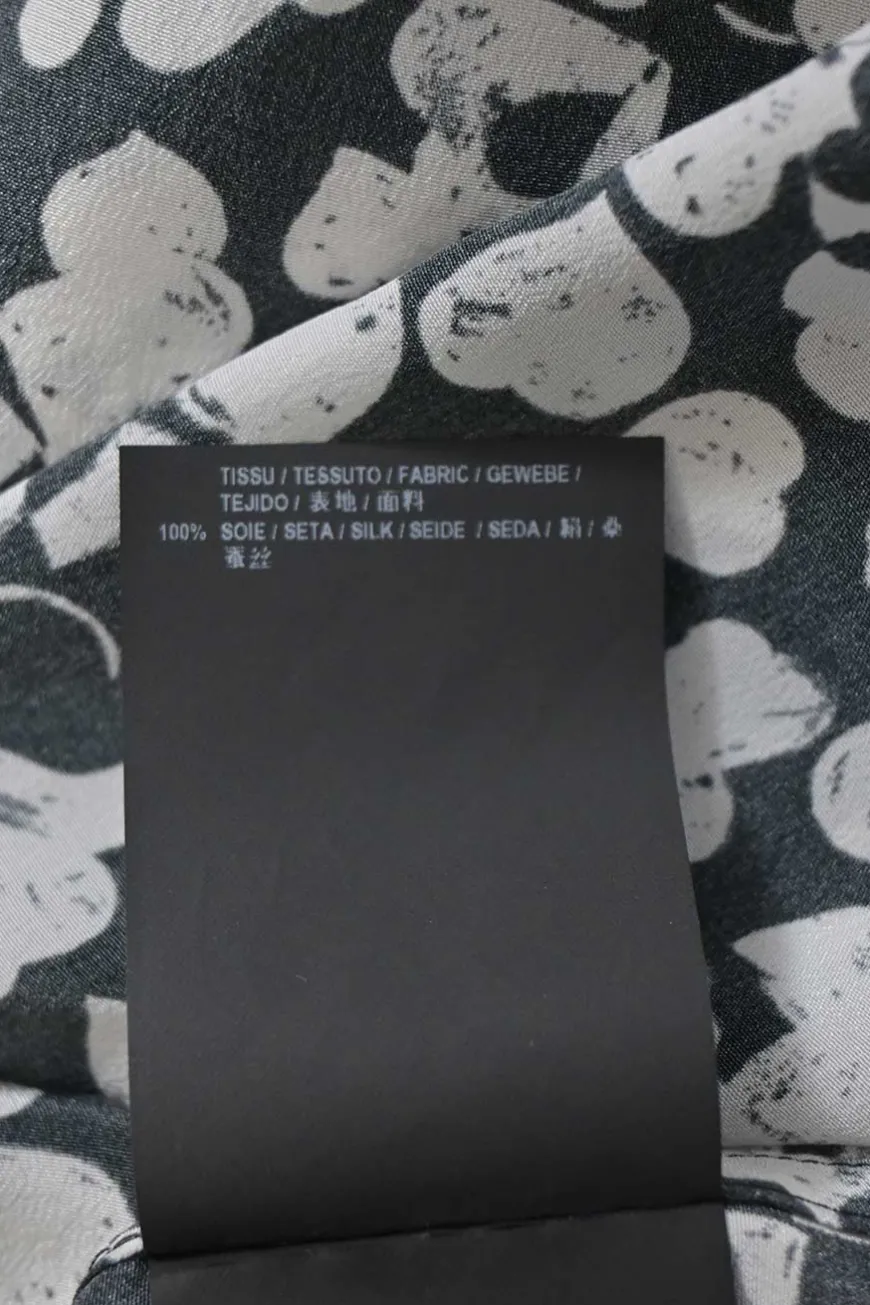 TISSU / TESSUTO / FABRIC / GEWEBE /
TEJIDO / 表地 / 面料
100% SOIE / SETA / SILK / SEIDE / SEDA / 絹 / 桑
蚕丝